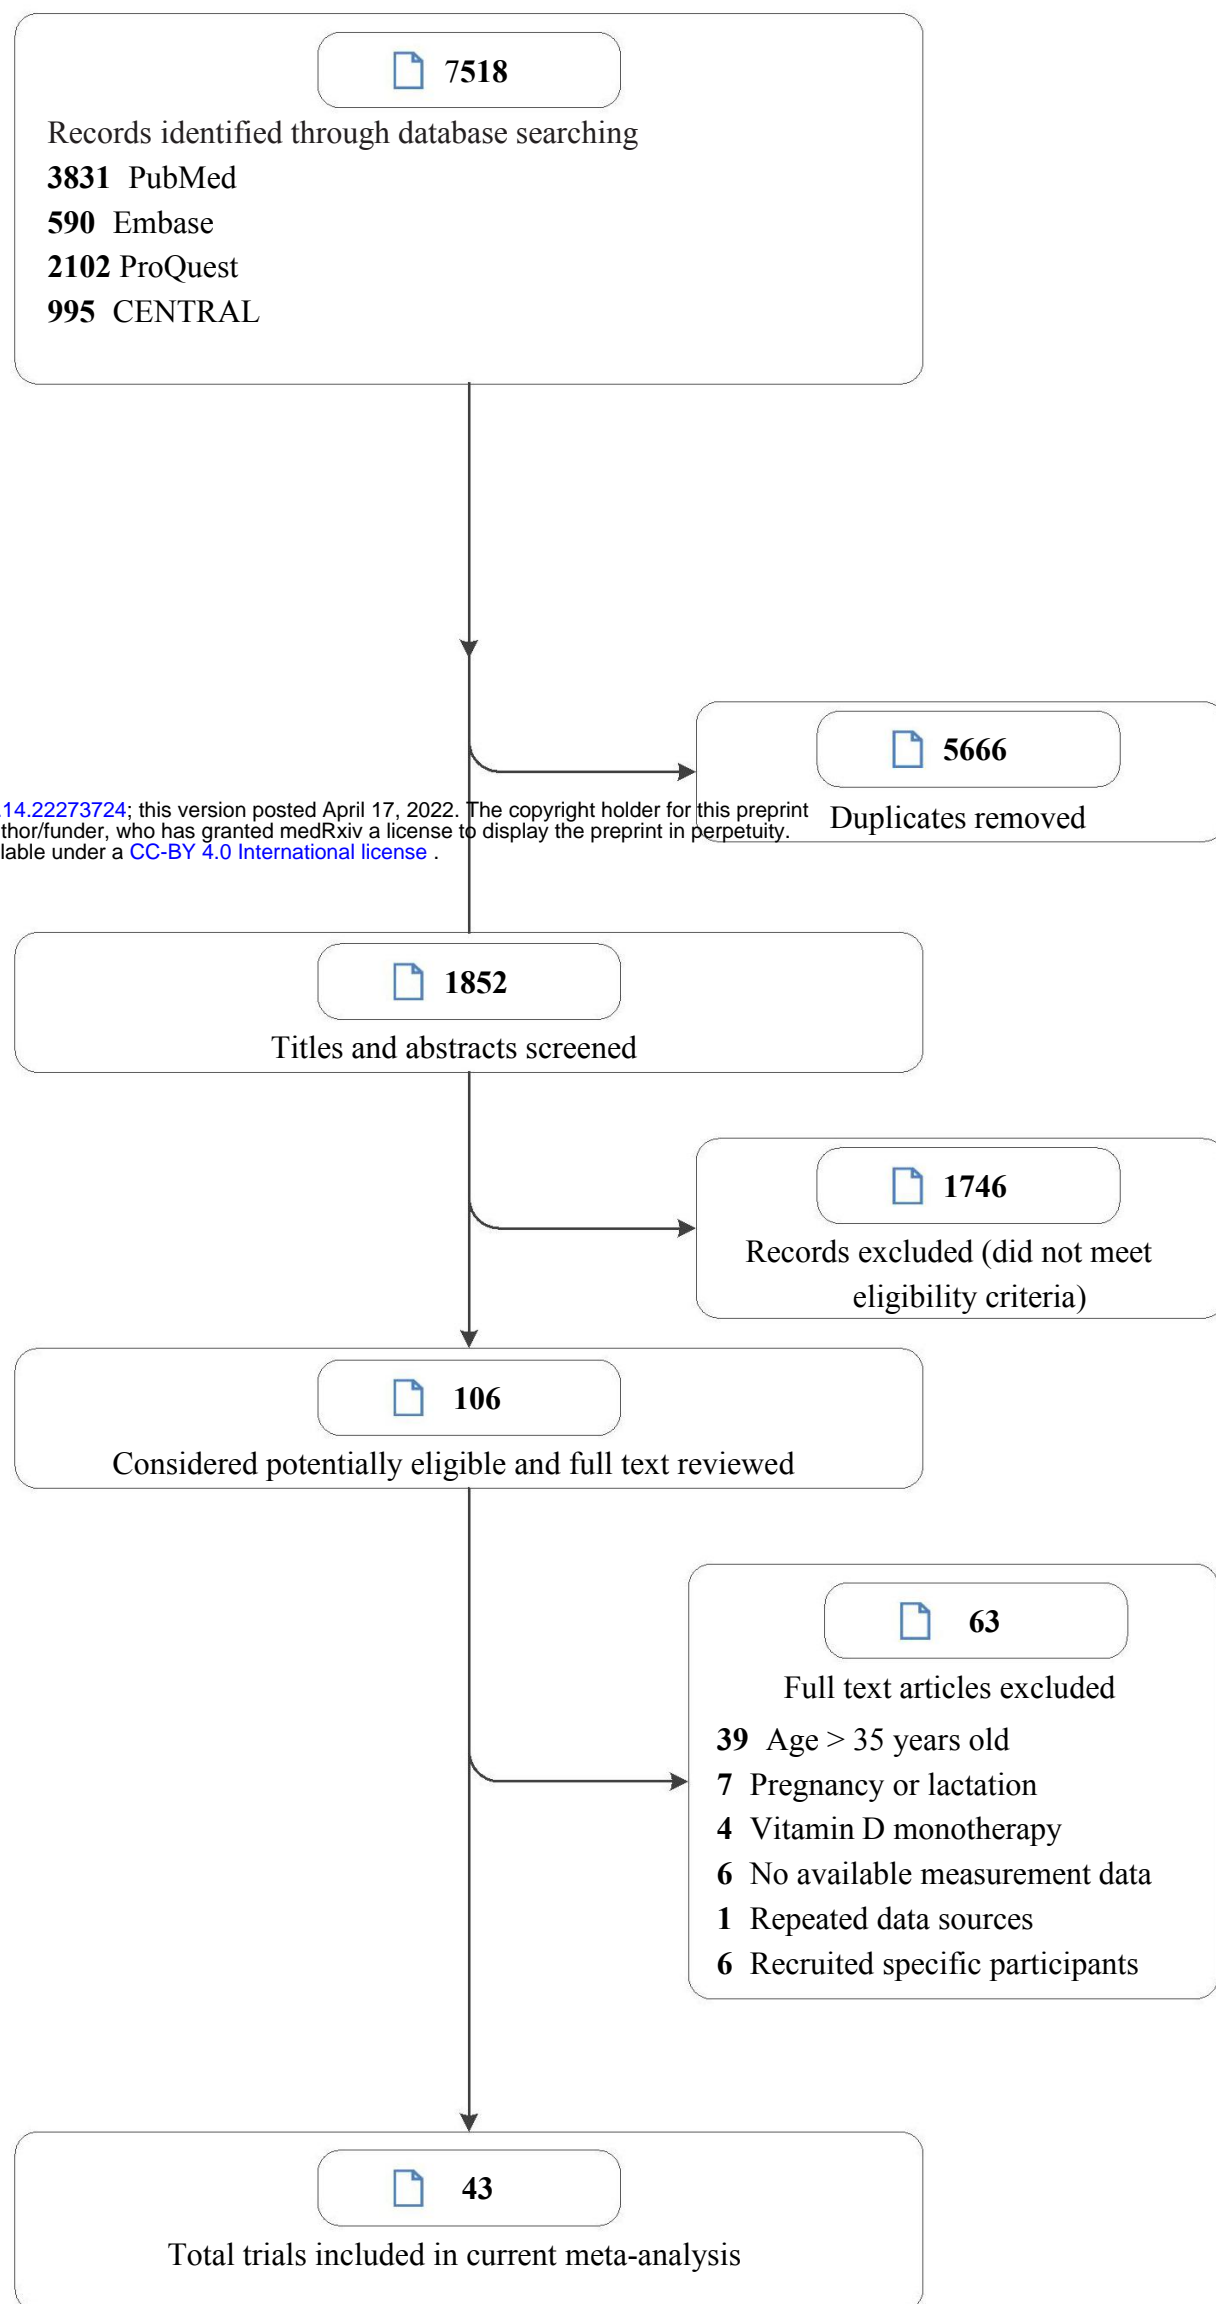 7518
Records identified through database searching
3831 PubMed
590 Embase
2102 ProQuest
995 CENTRAL
5666
Duplicates removed
14.22273724; this version posted April 17, 2022. The copyright holder for this preprint
thor/funder, who has granted medRxiv a license to display the preprint in perpetuity.
lable under a CC-BY 4.0 International license .
1852
Titles and abstracts screened
1746
Records excluded (did not meet
eligibility criteria)
106
Considered potentially eligible and full text reviewed
63
Full text articles excluded
39 Age > 35 years old
7 Pregnancy or lactation
4 Vitamin D monotherapy
6 No available measurement data
1 Repeated data sources
6 Recruited specific participants
43
Total trials included in current meta-analysis